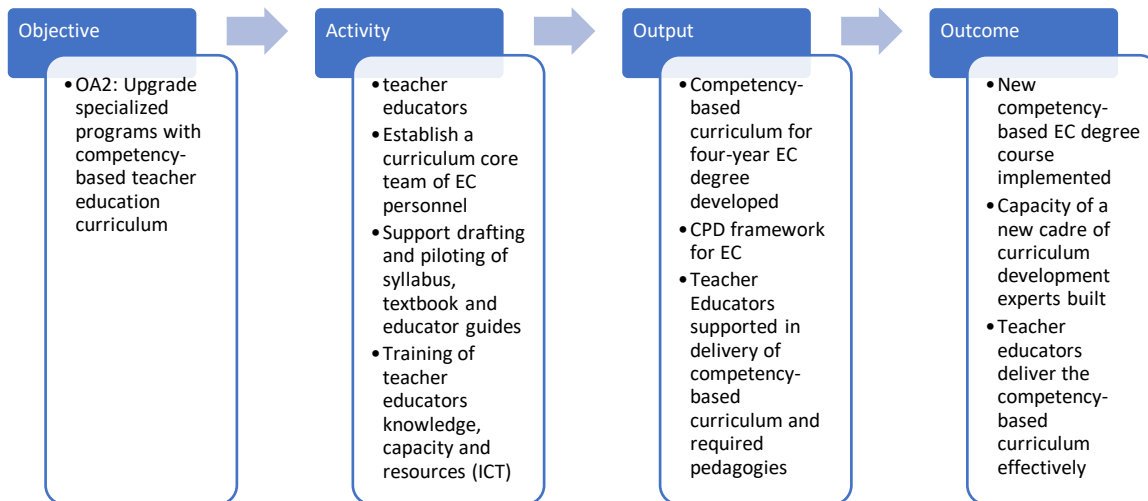 Objective
•OA2: Upgrade
specialized
programs with
competency-
based teacher
education
curriculum
Activity
•teacher
educators
•Establish a
curriculum core
team of EC
personnel
•Support drafting
and piloting of
syllabus,
textbook and
educator guides
•Training of
teacher
educators
knowledge,
capacity and
resources (ICT)
Output
•Competency-
based
curriculum for
four-year EC
degree
developed
•CPD framework
for EC
•Teacher
Educators
supported in
delivery of
competency-
based
curriculum and
required
pedagogies
Outcome
•New
competency-
based EC degree
course
implemented
•Capacity of a
new cadre of
curriculum
development
experts built
•Teacher
educators
deliver the
competency-
based
curriculum
effectively